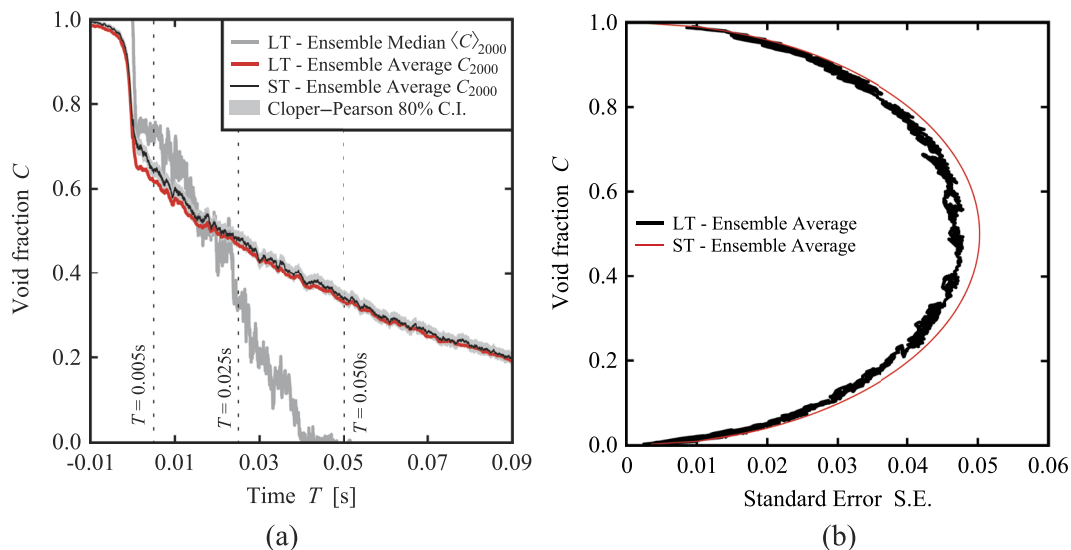 1.0
0.8
0.6
0.4
0.2
0.0
Void fraction C
LT - Ensemble Median ⟨C⟩2000
LT - Ensemble Average C2000
ST - Ensemble Average C2000
Cloper–Pearson 80% C.I.
T = 0.005s
T = 0.025s
T = 0.050s
-0.01 0.01 0.03 0.05 0.07 0.09
Time T [s]
(a)
1.0
0.8
0.6
0.4
0.2
0.0
Void fraction C
LT - Ensemble Average
ST - Ensemble Average
0 0.01 0.02 0.03 0.04 0.05 0.06
Standard Error S.E.
(b)